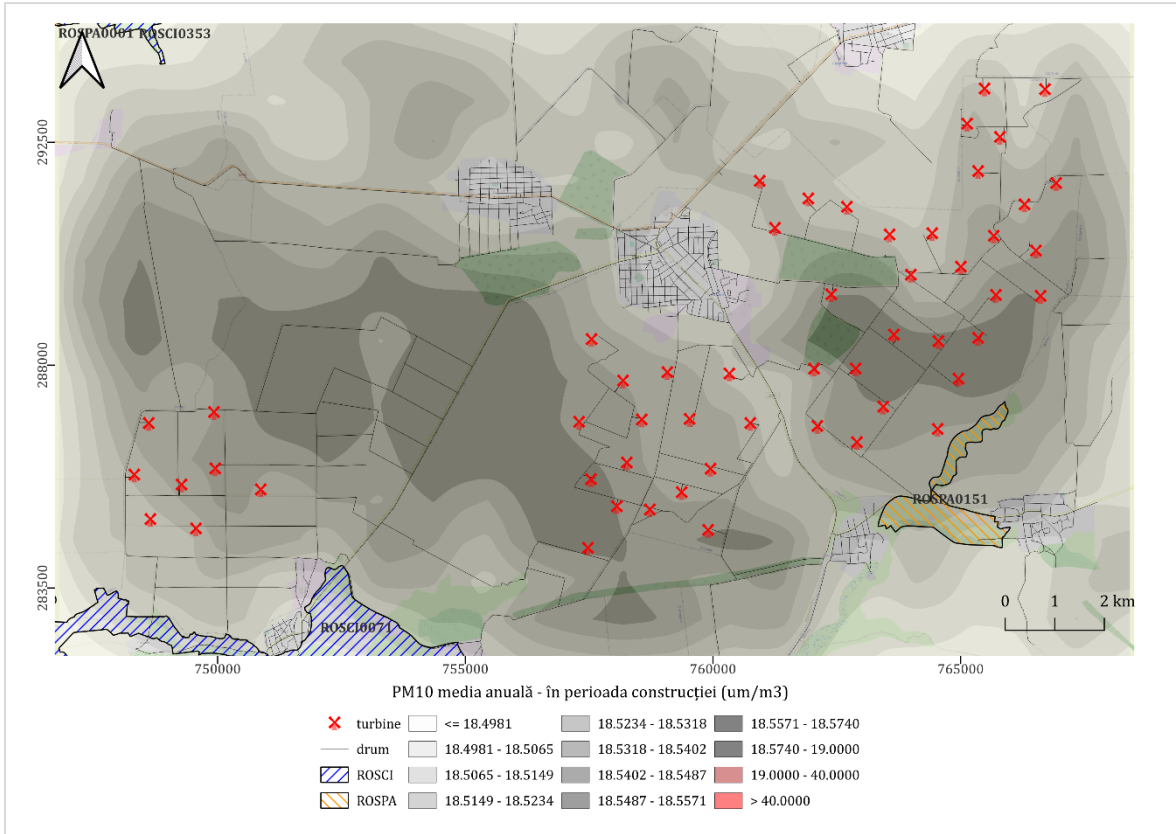 ROSPA0001 ROSCI0353
292500
288000
283500
ROSPA0151
ROSCI0071
0 1 2 km
750000 755000 760000 765000
PM10 media anuală - în perioada construcției (um/m3)
turbine <= 18.4981 18.5234 - 18.5318 18.5571 - 18.5740
drum 18.4981 - 18.5065 18.5318 - 18.5402 18.5740 - 19.0000
ROSCI 18.5065 - 18.5149 18.5402 - 18.5487 19.0000 - 40.0000
ROSPA 18.5149 - 18.5234 18.5487 - 18.5571 > 40.0000